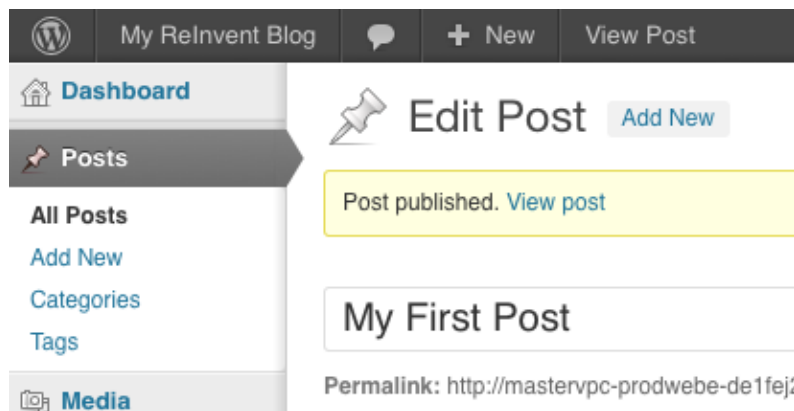 My ReInvent Blog + New View Post
Dashboard
Edit Post Add New
Posts
Post published. View post
All Posts
Add New
Categories
My First Post
Tags
Permalink: http://mastervpc-prodwebe-de1fej2
Media